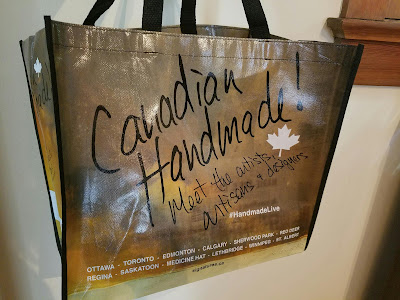 Canadian
Handmade!
Meet the artists,
artisans & designers
#HandmadeLive
OTTAWA - TORONTO - EDMONTON - CALGARY - SHERWOOD PARK - RED DEER
REGINA - SASKATOON - MEDICINE HAT - LETHBRIDGE - WINNIPEG - ST. ALBERT